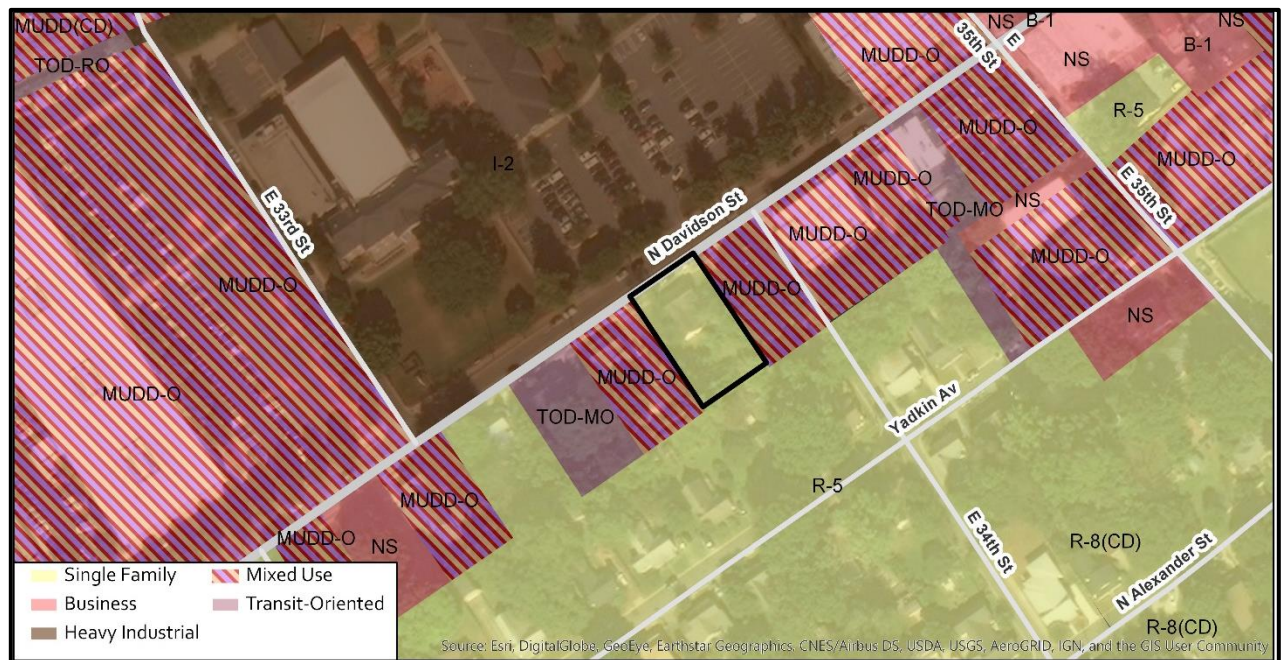 MUDD(CD)
TOD-RO
MUDD-O
35th St
E
NS
B-1
NS
NS
B-1
R-5
MUDD-O
MUDD-O
I-2
E 33rd St
N Davidson St
MUDD-O
TOD-MO
NS
E 35th St
MUDD-O
MUDD-O
MUDD-O
MUDD-O
MUDD-O
NS
MUDD-O
MUDD-O
TOD-MO
Yadkin Av
R-5
MUDD-O
MUDD-O
NS
E 34th St
R-8(CD)
N Alexander St
R-8(CD)
Single Family
Mixed Use
Business
Transit-Oriented
Heavy Industrial
Source: Esri, DigitalGlobe, GeoEye, Earthstar Geographics, CNES/Airbus DS, USDA, USGS, AeroGRID, IGN, and the GIS User Community